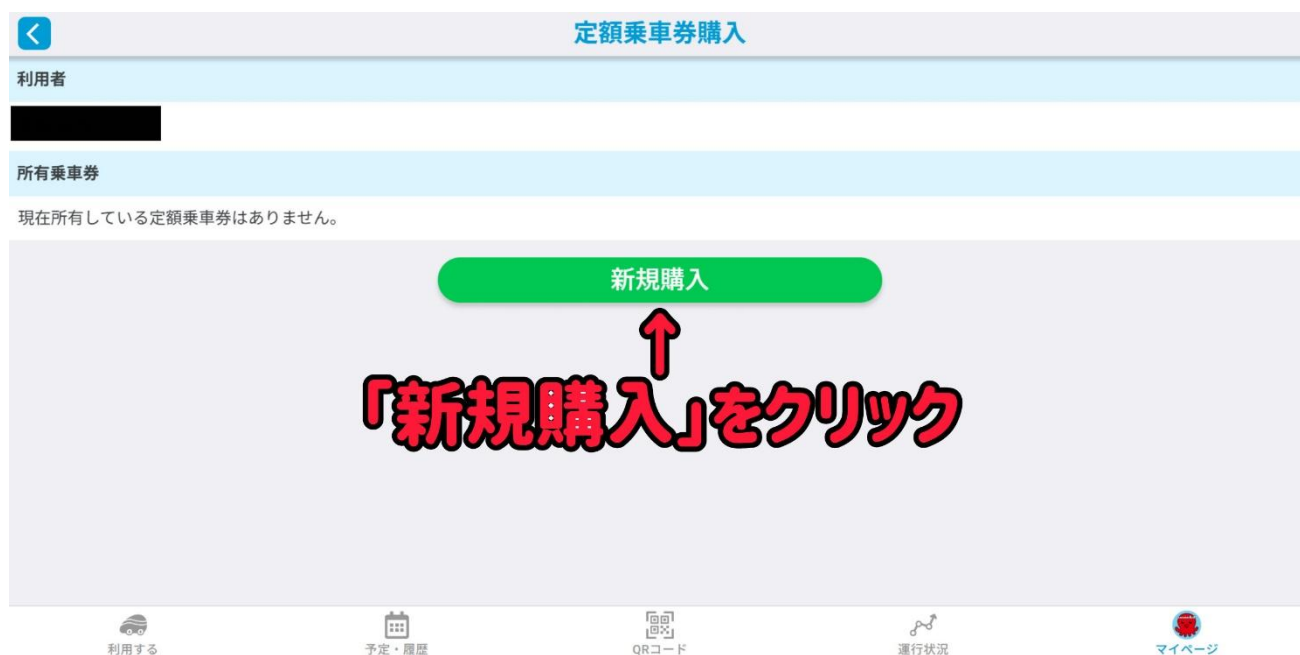 定額乗車券購入
利用者
所有乗車券
現在所有している定額乗車券はありません。
新規購入
↑
「新規購入」をクリック
利用する
予定・履歴
QRコード
運行状況
マイページ